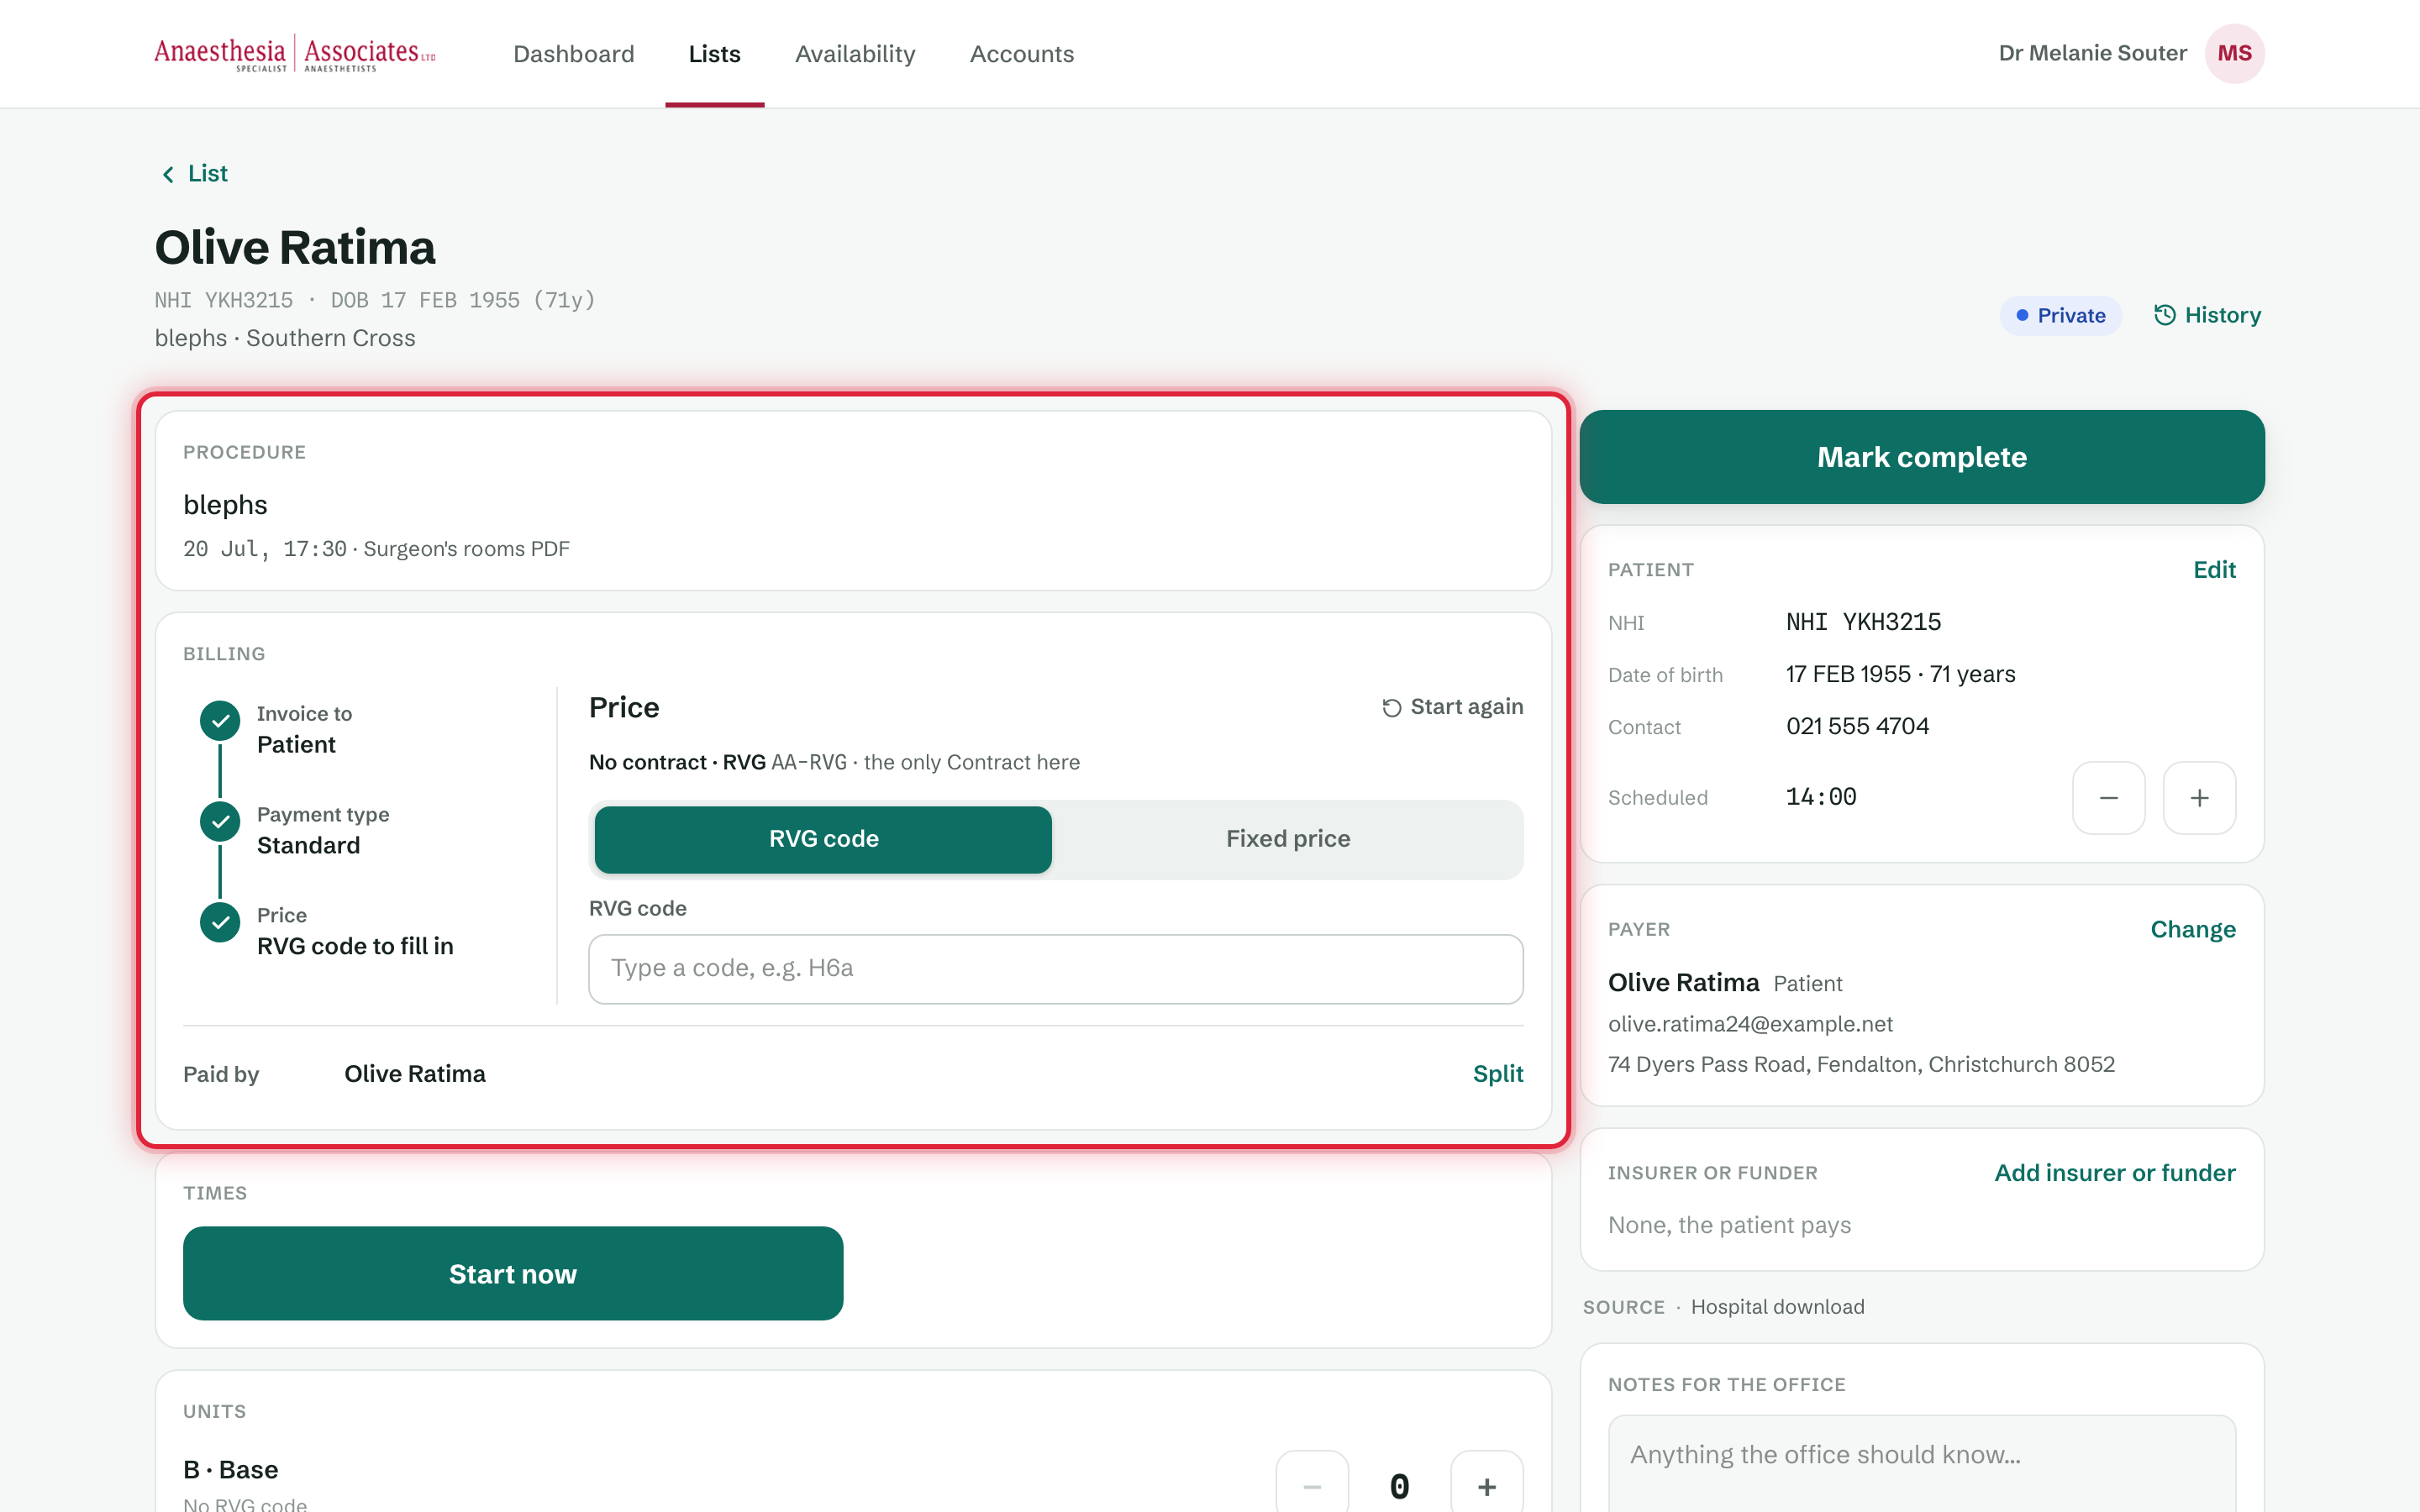 Anaesthesia | Associates LTD
SPECIALIST ANAESTHETISTS
Dashboard
Lists
Availability
Accounts
Dr Melanie Souter
MS
List
Olive Ratima
NHI YKH3215 · DOB 17 FEB 1955 (71y)
blephs · Southern Cross
Private
History
PROCEDURE
blephs
20 Jul, 17:30 · Surgeon's rooms PDF
BILLING
Invoice to
Patient
Payment type
Standard
Price
RVG code to fill in
Price
Start again
No contract · RVG AA-RVG · the only Contract here
RVG code
Fixed price
RVG code
Type a code, e.g. H6a
Paid by
Olive Ratima
Split
TIMES
Start now
UNITS
B · Base
No RVG code
0
Mark complete
PATIENT
Edit
NHI
NHI YKH3215
Date of birth
17 FEB 1955 · 71 years
Contact
021 555 4704
Scheduled
14:00
PAYER
Change
Olive Ratima Patient
olive.ratima24@example.net
74 Dyers Pass Road, Fendalton, Christchurch 8052
INSURER OR FUNDER
Add insurer or funder
None, the patient pays
SOURCE · Hospital download
NOTES FOR THE OFFICE
Anything the office should know...